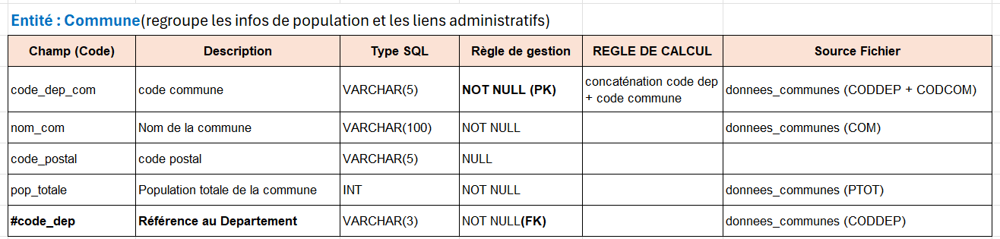 Entité : Commune(regroupe les infos de population et les liens administratifs)
Champ (Code) Description Type SQL Règle de gestion REGLE DE CALCUL Source Fichier
code_dep_com code commune VARCHAR(5) NOT NULL (PK) concaténation code dep + code commune donnees_communes (CODDEP + CODCOM)
nom_com Nom de la commune VARCHAR(100) NOT NULL donnees_communes (COM)
code_postal code postal VARCHAR(5) NULL
pop_totale Population totale de la commune INT NOT NULL donnees_communes (PTOT)
#code_dep Référence au Departement VARCHAR(3) NOT NULL(FK) donnees_communes (CODDEP)